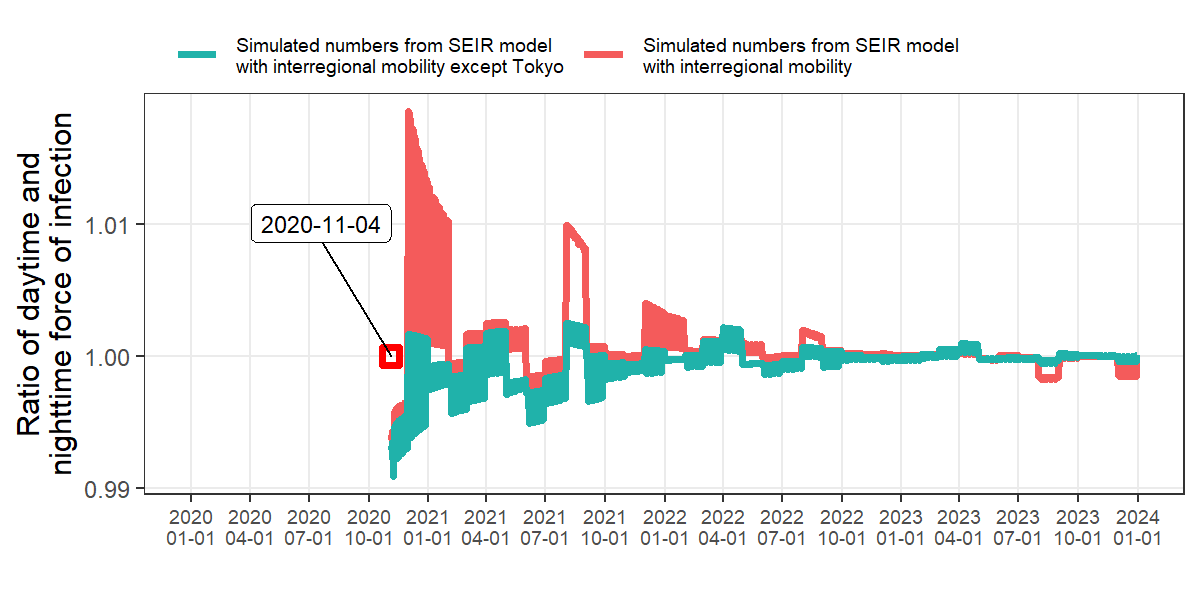 Simulated numbers from SEIR model
with interregional mobility except Tokyo
Simulated numbers from SEIR model
with interregional mobility
Ratio of daytime and
nighttime force of infection
1.01
1.00
0.99
2020-11-04
2020 2020 2020 2020 2021 2021 2021 2021 2022 2022 2022 2022 2023 2023 2023 2023 2024
01-01 04-01 07-01 10-01 01-01 04-01 07-01 10-01 01-01 04-01 07-01 10-01 01-01 04-01 07-01 10-01 01-01